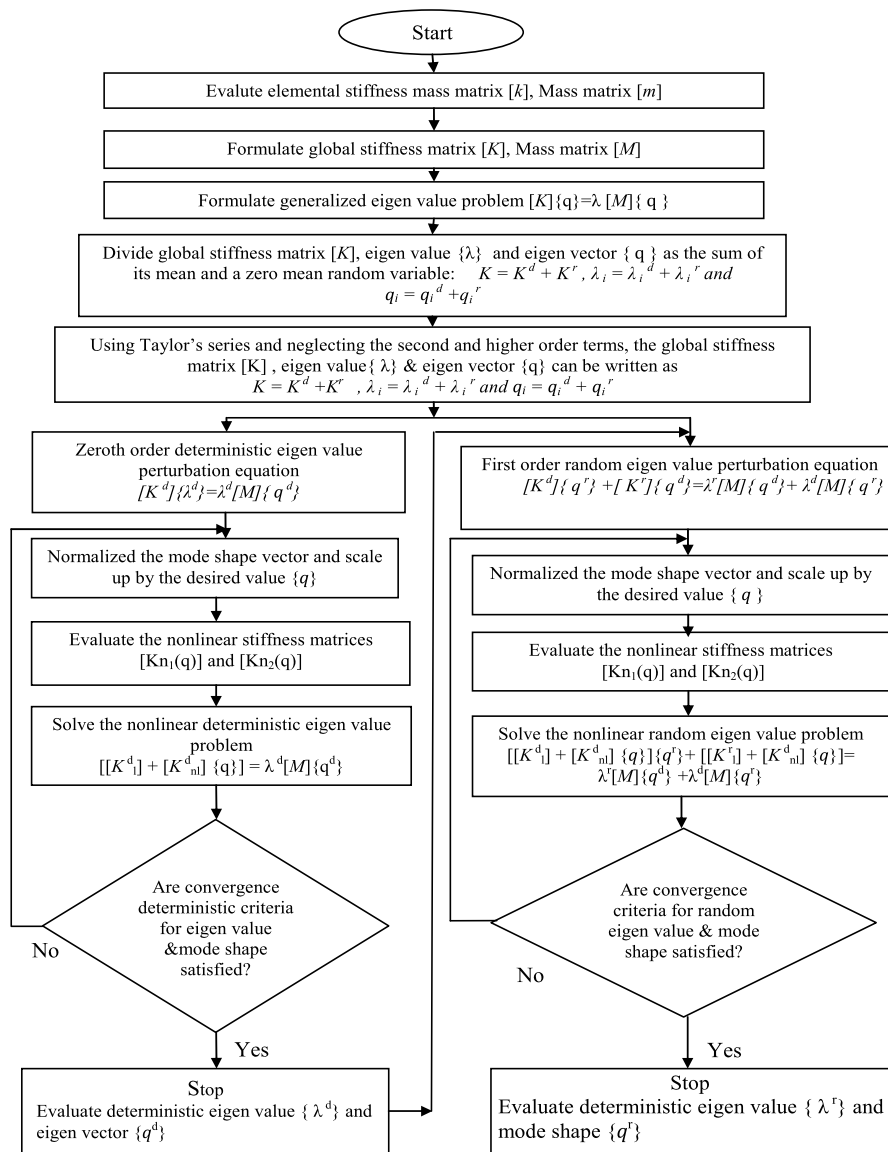 Start
Evalute elemental stiffness mass matrix [k], Mass matrix [m]
Formulate global stiffness matrix [K], Mass matrix [M]
Formulate generalized eigen value problem [K]{q}=λ [M]{ q }
Divide global stiffness matrix [K], eigen value {λ} and eigen vector { q } as the sum of
its mean and a zero mean random variable: K = K^d + K^r , λ_i = λ_i^d + λ_i^r and
q_i = q_i^d +q_i^r
Using Taylor's series and neglecting the second and higher order terms, the global stiffness
matrix [K] , eigen value{ λ} & eigen vector {q} can be written as
K = K^d +K^r , λ_i = λ_i^d + λ_i^r and q_i = q_i^d + q_i^r
Zeroth order deterministic eigen value
perturbation equation
[K^d]{λ^d}=λ^d[M]{ q^d}
Normalized the mode shape vector and scale
up by the desired value {q}
Evaluate the nonlinear stiffness matrices
[Kn₁(q)] and [Kn₂(q)]
Solve the nonlinear deterministic eigen value
problem
[[K^d_l] + [K^d_nl] {q}] = λ^d[M]{q^d}
Are convergence
deterministic criteria
for eigen value
&mode shape
satisfied?
No
Yes
Stop
Evaluate deterministic eigen value { λ^d} and
eigen vector {q^d}
First order random eigen value perturbation equation
[K^d]{ q^r} +[ K^r]{ q^d}=λ^r[M]{ q^d}+ λ^d[M]{ q^r}
Normalized the mode shape vector and scale up by
the desired value { q }
Evaluate the nonlinear stiffness matrices
[Kn₁(q)] and [Kn₂(q)]
Solve the nonlinear random eigen value problem
[[K^d_l] + [K^d_nl] {q}]{q^r}+ [[K^r_l] + [K^d_nl] {q}]=
λ^r[M]{q^d} +λ^d[M]{q^r}
Are convergence
criteria for random
eigen value & mode
shape satisfied?
No
Yes
Stop
Evaluate deterministic eigen value { λ^r} and
mode shape {q^r}